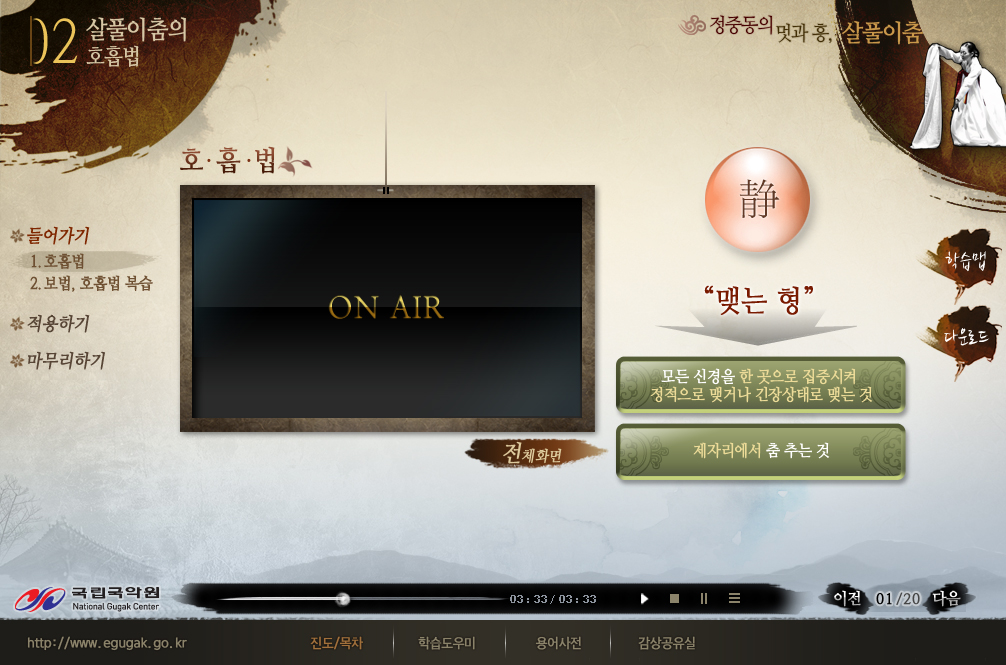 02 살풀이춤의
호흡법
정중동의 멋과 흥, 살풀이춤
호·흡·법
들어가기
1.호흡법
2.보법, 호흡법 복습
적용하기
마무리하기
ON AIR
전체화면
静
“맺는 형”
모든 신경을 한 곳으로 집중시켜
정적으로 맺거나 긴장상태로 맺는 것
제자리에서 춤 추는 것
학습맵
다운로드
국립국악원
National Gugak Center
03:33/03:33
이전 01/20 다음
http://www.egugak.go.kr
진도/목차
학습도우미
용어사전
감상공유실